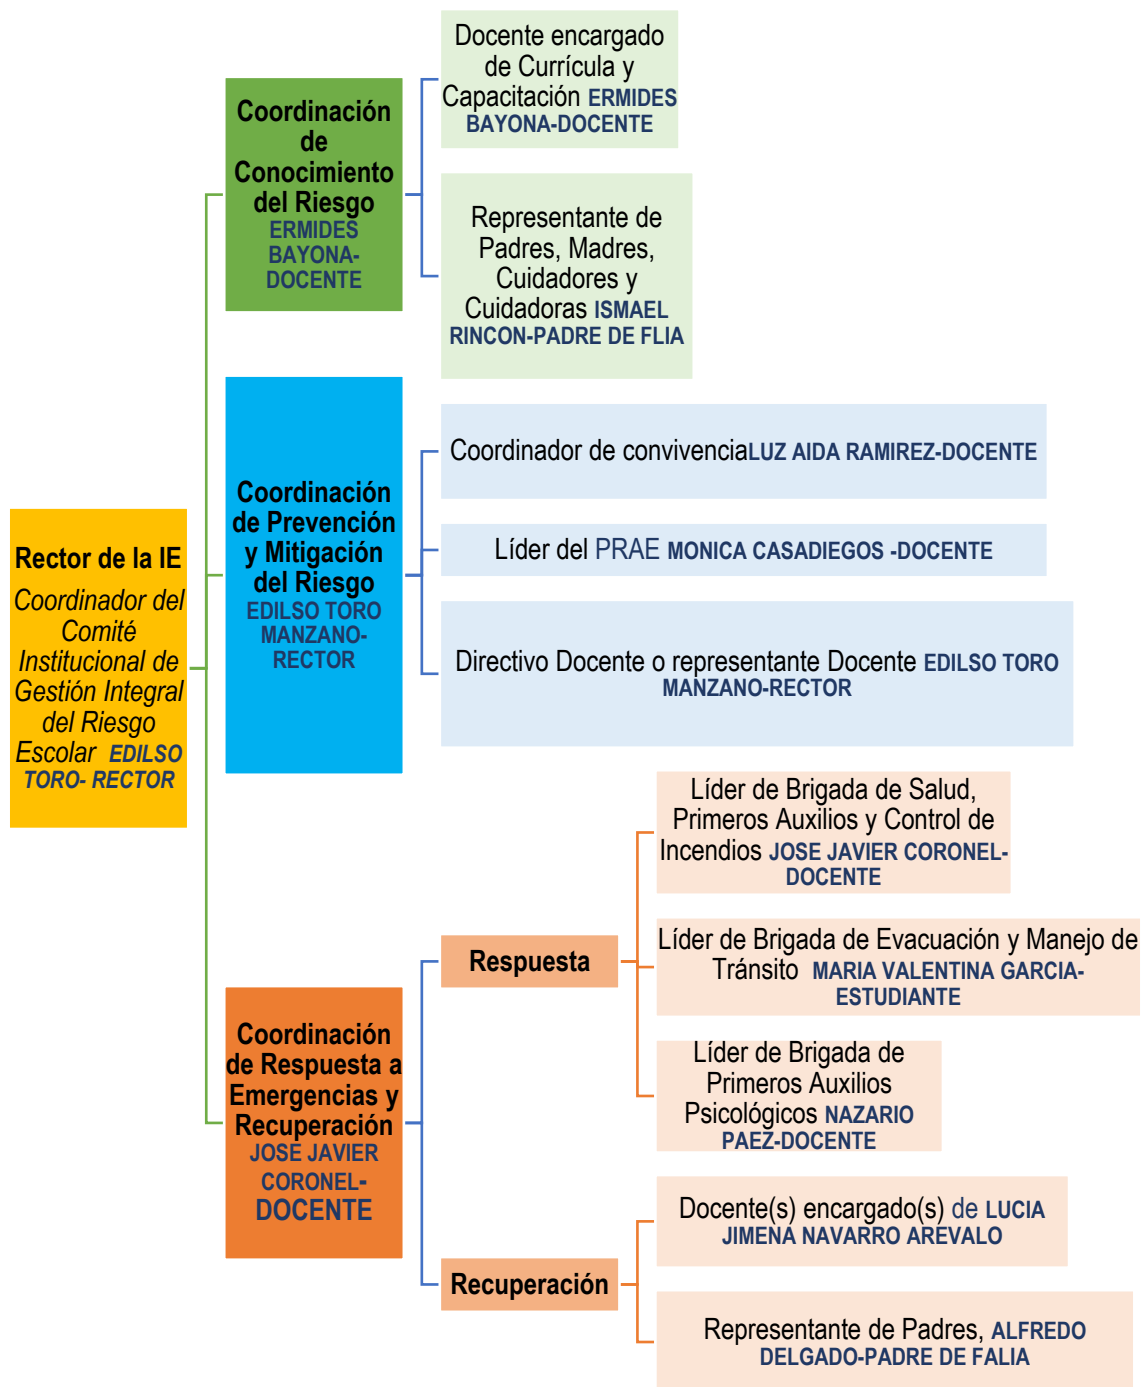 Rector de la IE
Coordinador del
Comité
Institucional de
Gestión Integral
del Riesgo
Escolar EDILSO
TORO- RECTOR
Coordinación
de
Conocimiento
del Riesgo
ERMIDES
BAYONA-
DOCENTE
Docente encargado
de Currícula y
Capacitación ERMIDES
BAYONA-DOCENTE
Representante de
Padres, Madres,
Cuidadores y
Cuidadoras ISMAEL
RINCON-PADRE DE FLIA
Coordinación
de Prevención
y Mitigación
del Riesgo
EDILSO TORO
MANZANO-
RECTOR
Coordinador de convivenciaLUZ AIDA RAMIREZ-DOCENTE
Líder del PRAE MONICA CASADIEGOS -DOCENTE
Directivo Docente o representante Docente EDILSO TORO
MANZANO-RECTOR
Coordinación
de Respuesta a
Emergencias y
Recuperación
JOSE JAVIER
CORONEL-
DOCENTE
Respuesta
Líder de Brigada de Salud,
Primeros Auxilios y Control de
Incendios JOSE JAVIER CORONEL-
DOCENTE
Líder de Brigada de Evacuación y Manejo de
Tránsito MARIA VALENTINA GARCIA-
ESTUDIANTE
Líder de Brigada de
Primeros Auxilios
Psicológicos NAZARIO
PAEZ-DOCENTE
Recuperación
Docente(s) encargado(s) de LUCIA
JIMENA NAVARRO AREVALO
Representante de Padres, ALFREDO
DELGADO-PADRE DE FALIA